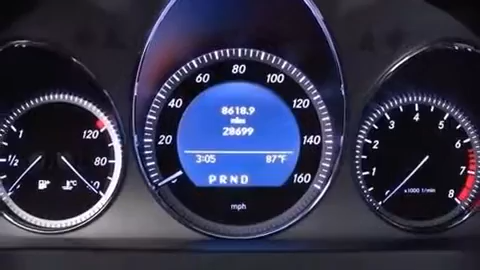 8618.9
miles
28699
3:05 87°F
P R N D
20 40 60 80 100 120 140 160
mph
1/2 1
120 80 °C
1 2 3 4 5 6 7 8
x1000 1/min